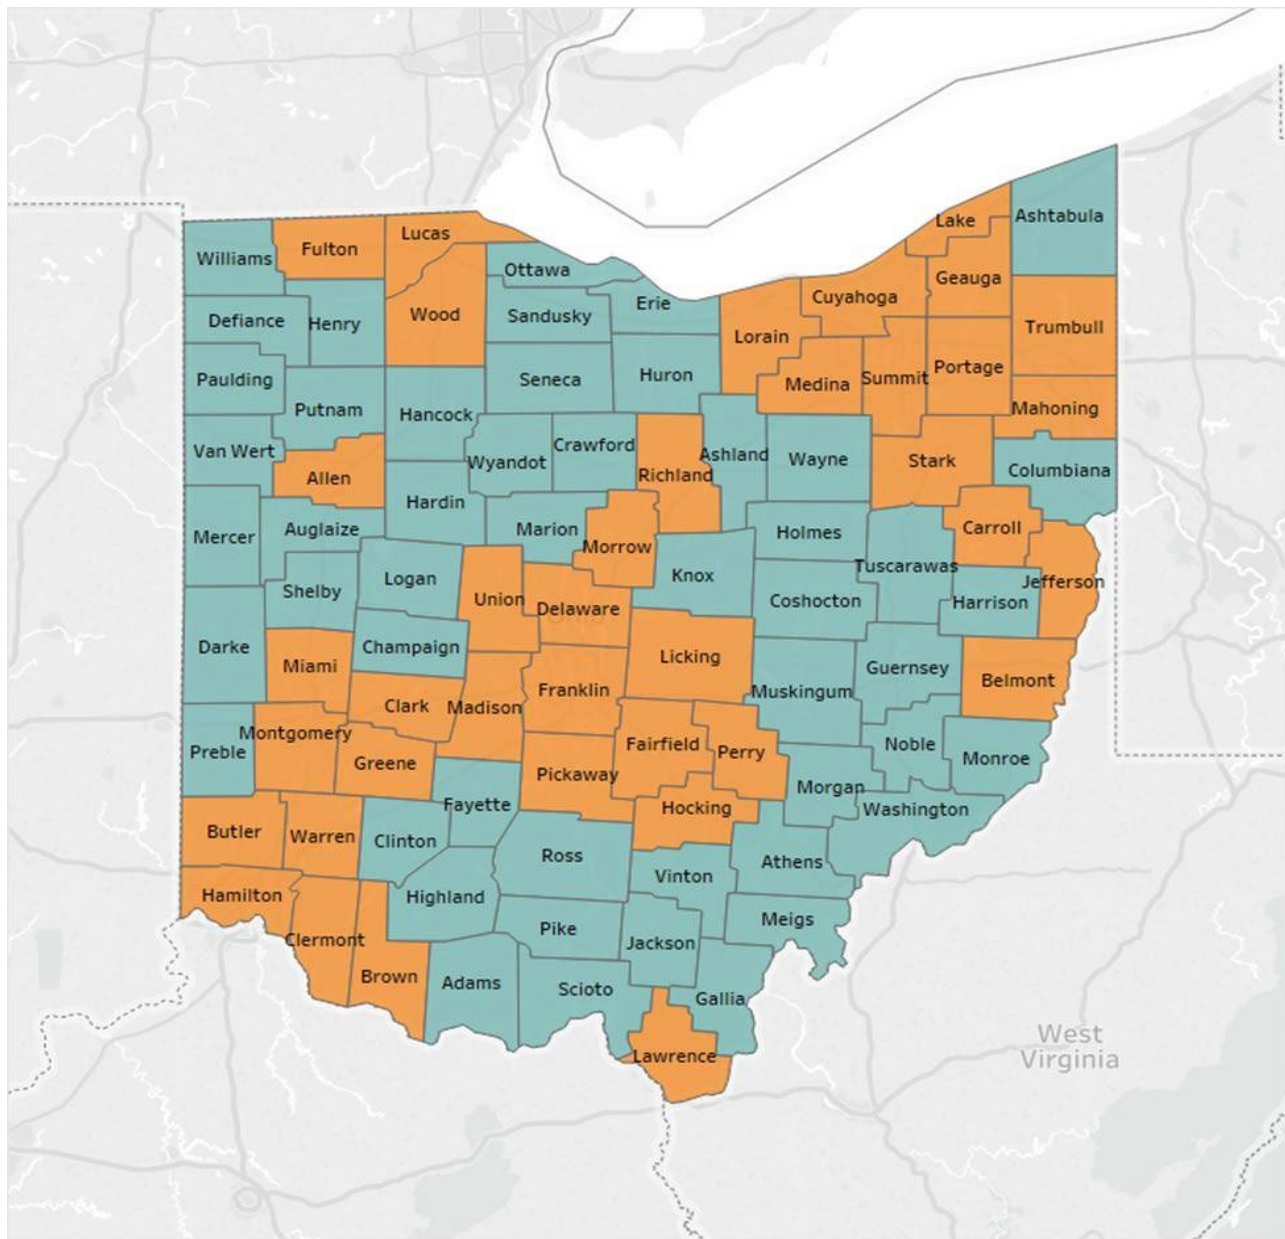 Lake
Ashtabula
Lucas
Fulton
Williams
Ottawa
Geauga
Cuyahoga
Erie
Wood
Sandusky
Defiance
Henry
Trumbull
Lorain
Portage
Huron
Summit
Seneca
Paulding
Medina
Mahoning
Putnam
Hancock
Crawford
Van Wert
Ashland
Wayne
Stark
Wyandot
Columbiana
Richland
Allen
Hardin
Carroll
Auglaize
Marion
Holmes
Mercer
Morrow
Tuscarawas
Knox
Logan
Jefferson
Shelby
Union
Coshocton
Harrison
Delaware
Darke
Champaign
Licking
Miami
Guernsey
Belmont
Franklin
Muskingum
Clark
Madison
Montgomery
Fairfield
Noble
Preble
Perry
Monroe
Greene
Pickaway
Morgan
Fayette
Hocking
Washington
Butler
Warren
Clinton
Ross
Athens
Vinton
Hamilton
Highland
Meigs
Pike
Clermont
Jackson
Brown
Adams
Scioto
Gallia
West
Virginia
Lawrence